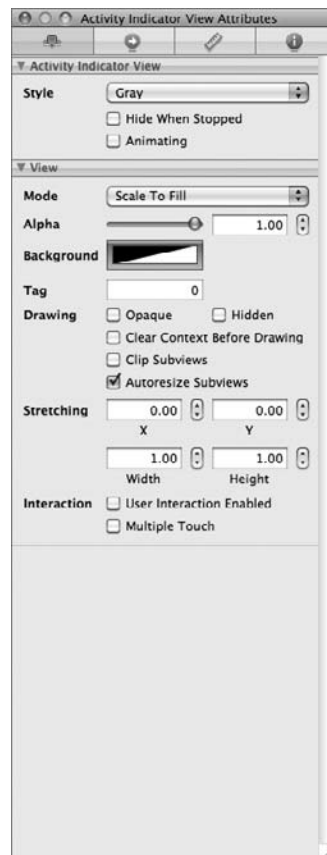 Activity Indicator View Attributes
Activity Indicator View
Style Gray
Hide When Stopped
Animating
View
Mode Scale To Fill
Alpha 1.00
Background
Tag 0
Drawing Opaque Hidden
Clear Context Before Drawing
Clip Subviews
Autoresize Subviews
Stretching 0.00 0.00
X Y
1.00 1.00
Width Height
Interaction User Interaction Enabled
Multiple Touch